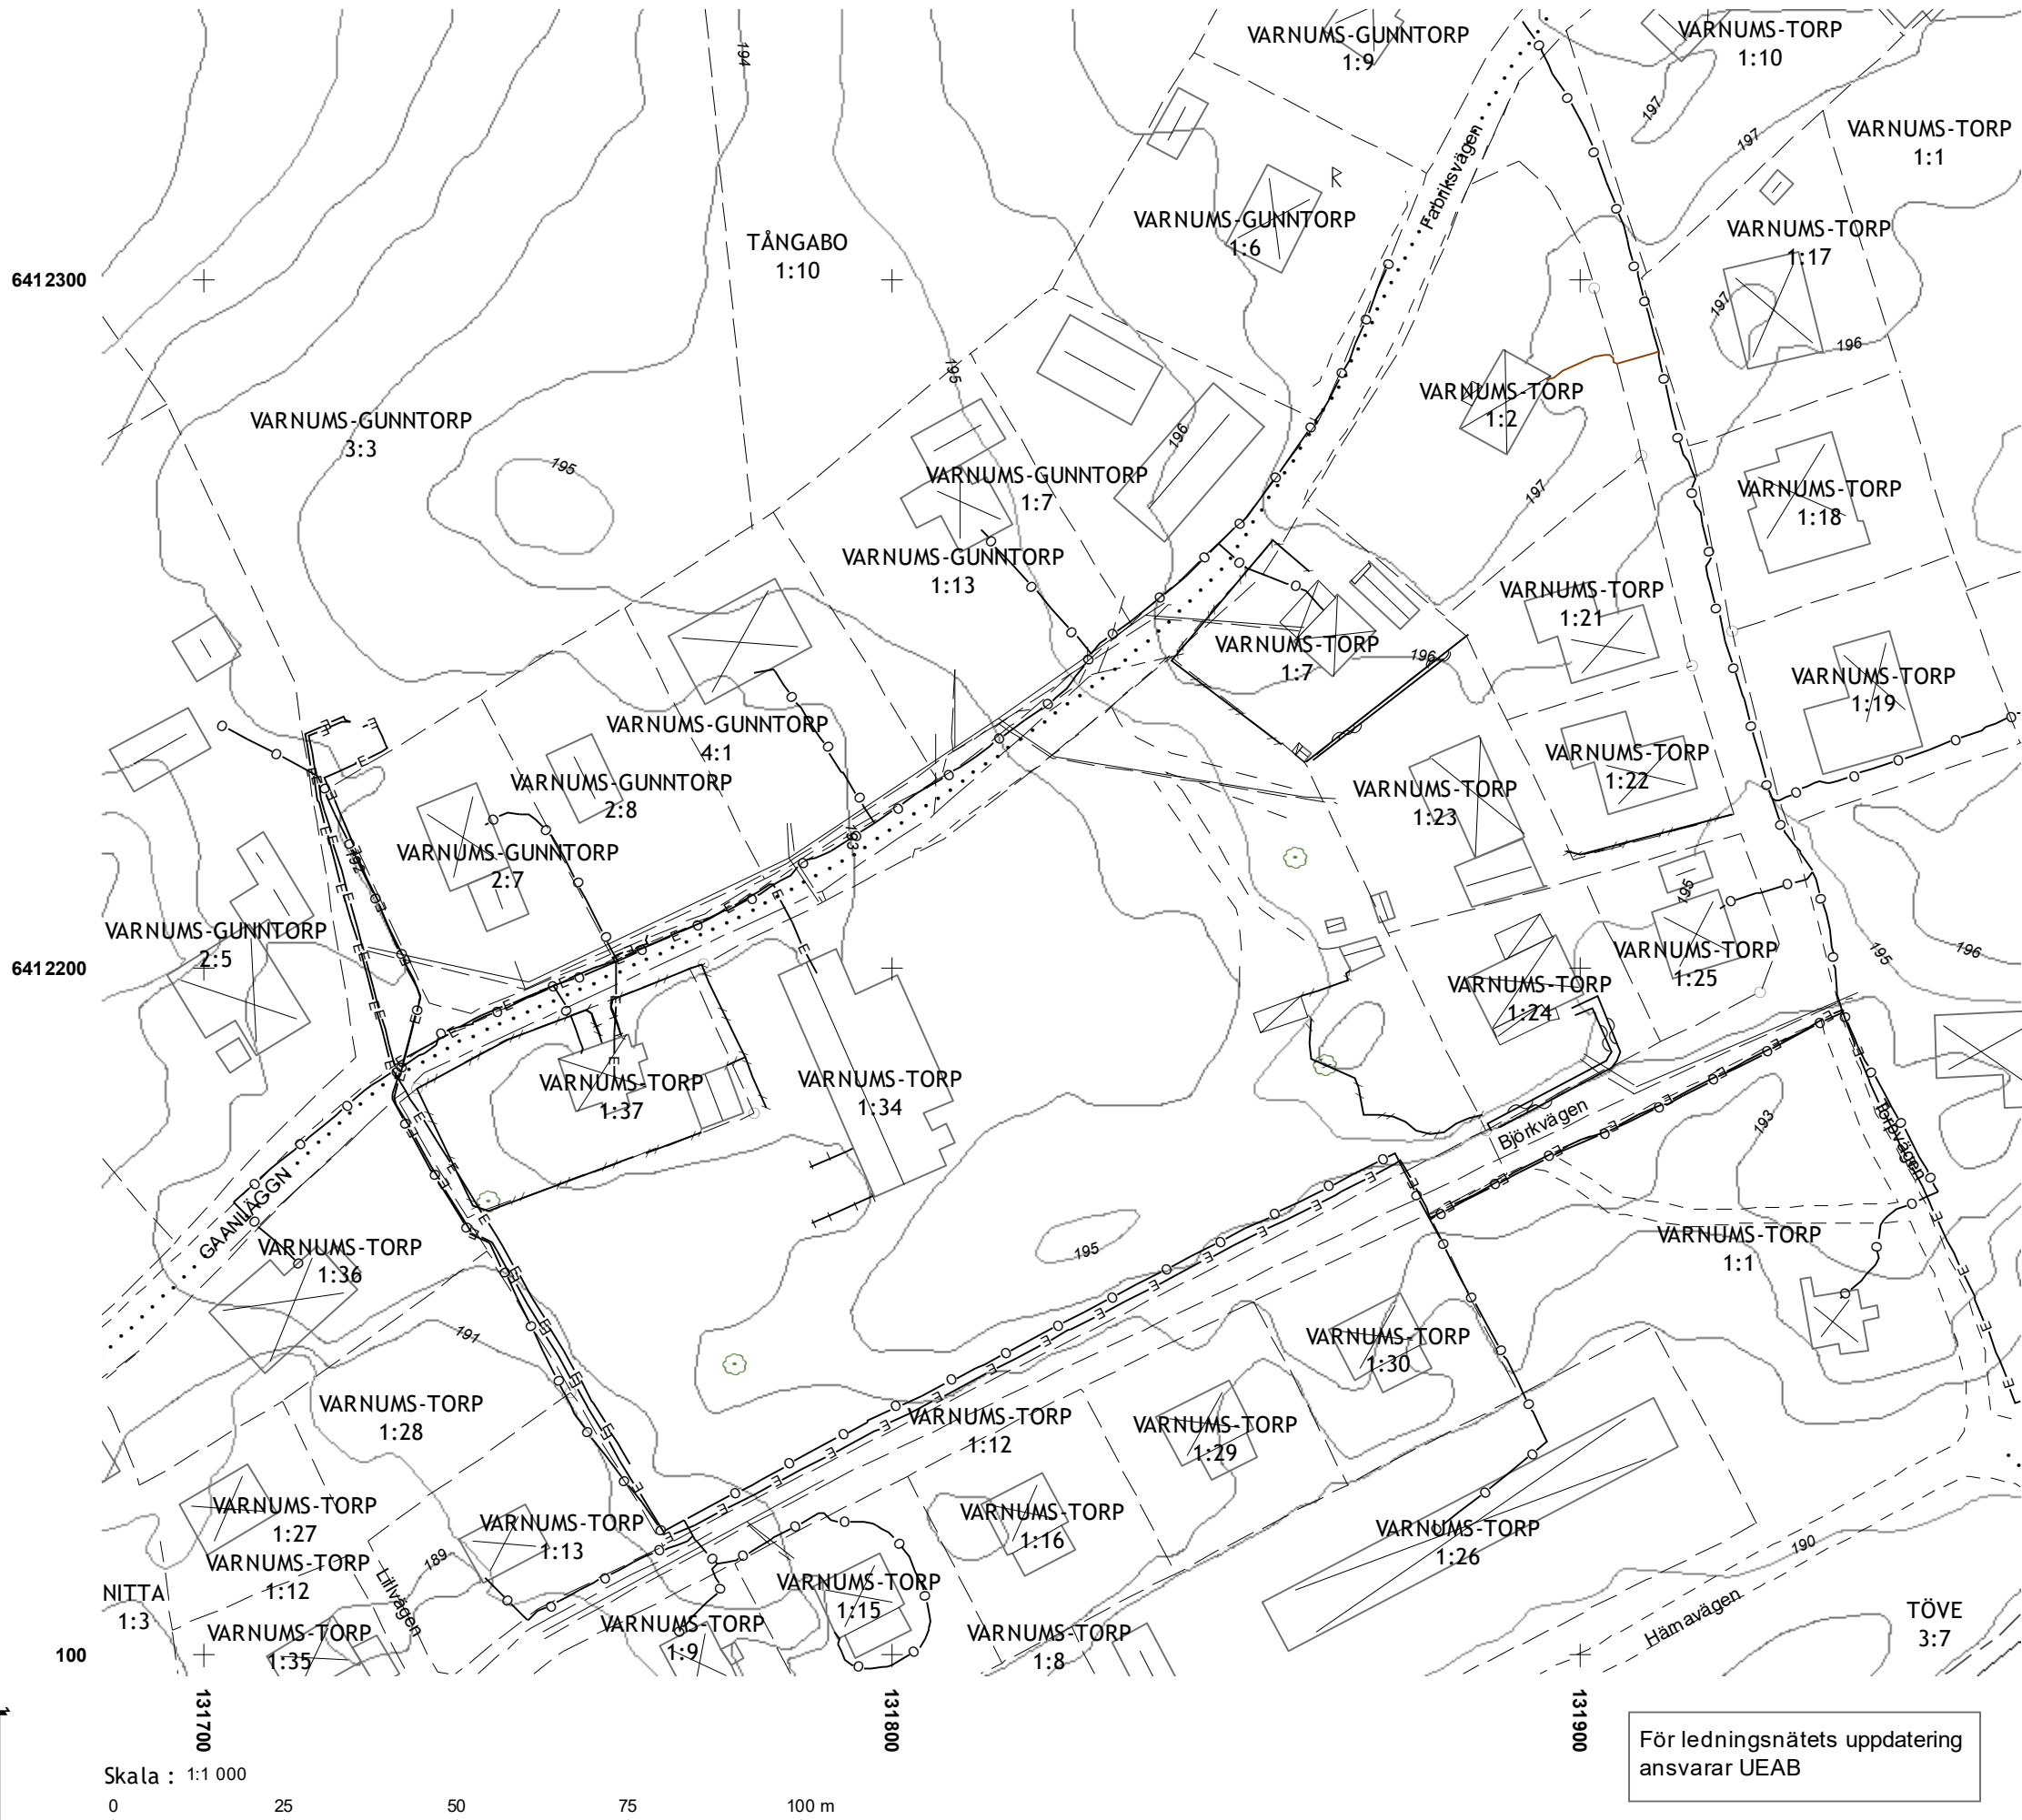 VARNUMS-GUNNTORP
1:9
VARNUMS-TORP
1:10
194
197
197
VARNUMS-TORP
1:1
Fabriksvägen
R
VARNUMS-GUNNTORP
1:6
VARNUMS-TORP
1:17
TÅNGABO
1:10
6412300
197
196
195
VARNUMS-TORP
1:2
VARNUMS-GUNNTORP
3:3
196
195
VARNUMS-GUNNTORP
1:7
197
VARNUMS-TORP
1:18
VARNUMS-GUNNTORP
1:13
VARNUMS-TORP
1:21
VARNUMS-TORP
1:7
196
VARNUMS-TORP
1:19
VARNUMS-GUNNTORP
4:1
VARNUMS-TORP
1:22
VARNUMS-GUNNTORP
2:8
VARNUMS-TORP
1:23
193
VARNUMS-GUNNTORP
2:7
192
195
VARNUMS-GUNNTORP
2:5
VARNUMS-TORP
1:25
195
196
6412200
VARNUMS-TORP
1:24
VARNUMS-TORP
1:37
VARNUMS-TORP
1:34
Björkvägen
193
Torpvägen
GAANLÄGGN
VARNUMS-TORP
1:36
195
VARNUMS-TORP
1:1
191
VARNUMS-TORP
1:30
VARNUMS-TORP
1:28
VARNUMS-TORP
1:12
VARNUMS-TORP
1:29
VARNUMS-TORP
1:27
VARNUMS-TORP
1:16
VARNUMS-TORP
1:13
VARNUMS-TORP
1:26
189
190
VARNUMS-TORP
1:12
NITTA
1:3
Lillvägen
VARNUMS-TORP
1:15
Härnavägen
TÖVE
3:7
VARNUMS-TORP
1:35
VARNUMS-TORP
1:9
VARNUMS-TORP
1:8
100
131700
131800
131900
För ledningsnätets uppdatering
ansvarar UEAB
Skala : 1:1 000
0 25 50 75 100 m